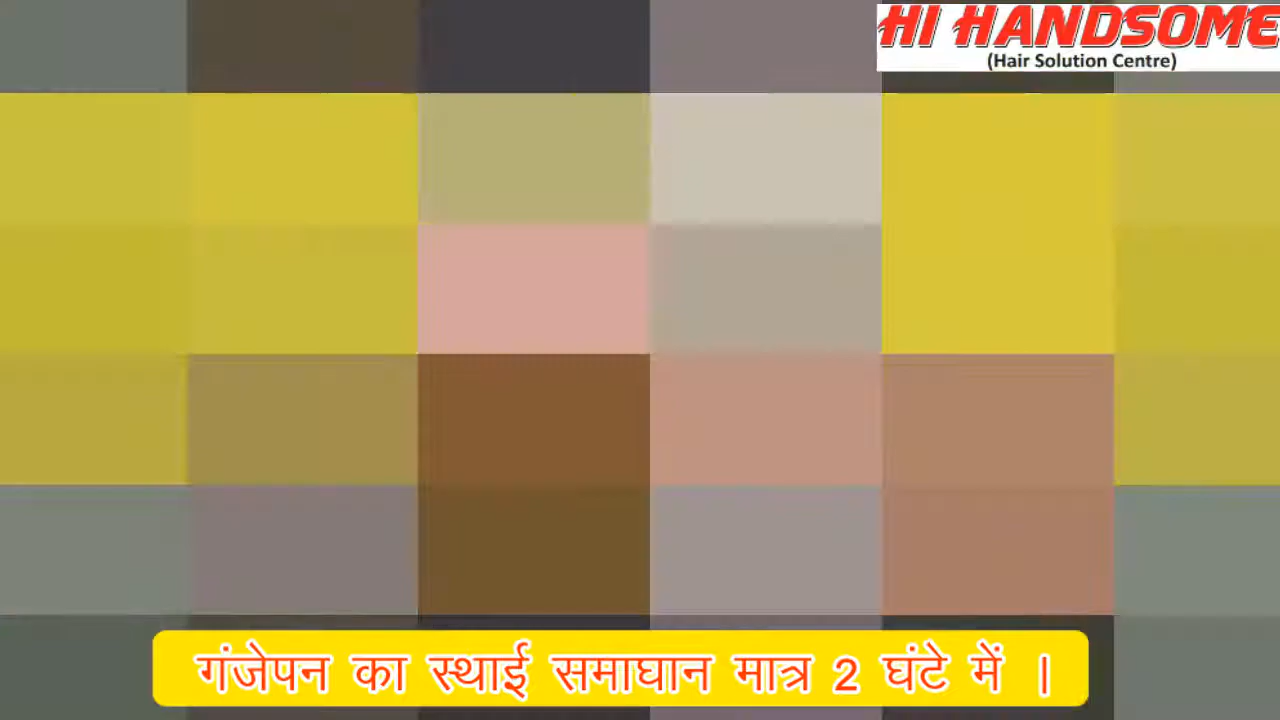 HI HANDSOME
(Hair Solution Centre)
गंजेपन का स्थाई समाघान मात्र 2 घंटे में ।